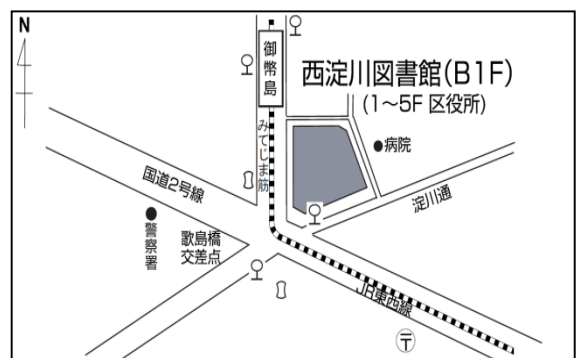 N
御幣島
西淀川図書館(B1F)
(1〜5F 区役所)
みてじま筋
●病院
国道2号線
淀川通
●警察署
歌島橋
交差点
JR東西線
〒